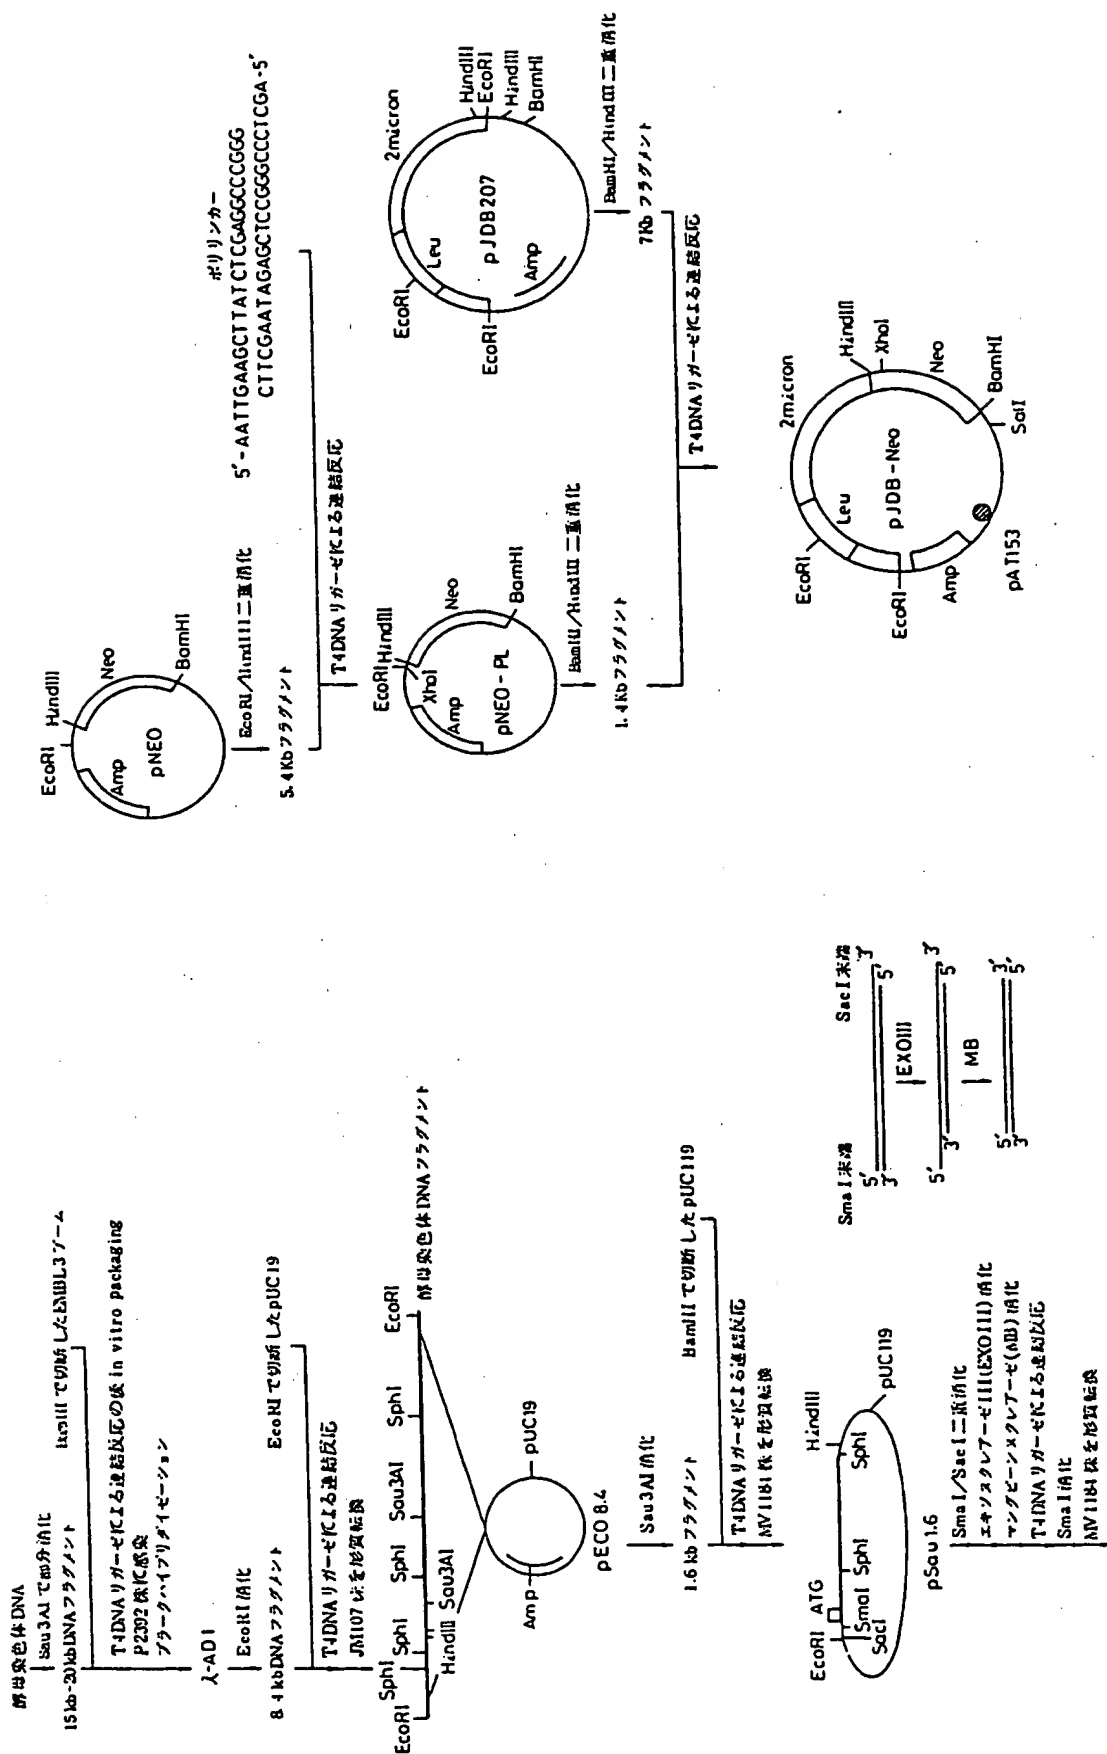 酵母染色体DNA
Sau3AIで部分消化
15kb-20kbDNAフラグメント
BamHIで切断したEMBL3アーム
T4DNAリガーゼによる連結反応の後 in vitro packaging
P2392株に感染
プラークハイブリダイゼーション
λ-ADI
EcoRI消化
8.4kbDNAフラグメント
EcoRIで切断したpUC19
T4DNAリガーゼによる連結反応
JM107株を形質転換
EcoRI
SphI
SphI
SphI
Sau3AI
SphI
EcoRI
酵母染色体DNAフラグメント
HindIII
Sau3AI
Amp
pUC19
pECO8.4
Sau3AI消化
1.6kbフラグメント
BamHIで切断したpUC119
T4DNAリガーゼによる連結反応
MV1184株を形質転換
EcoRI
ATG
SmaI
SacI
SphI
HindIII
SphI
pUC119
pSau1.6
SmaI/SacI二重消化
エキソヌクレアーゼIII(EXOIII)消化
マングビーンヌクレアーゼ(MB)消化
T4DNAリガーゼによる連結反応
SmaI消化
MV1184株を形質転換
SmaI末端
SacI末端
5′
3′
3′
5′
EXOIII
5′
3′
3′
5′
MB
5′
3′
3′
5′
EcoRI
HindIII
Neo
BamHI
Amp
pNEO
EcoRI/HindIII二重消化
5.4Kbフラグメント
ポリリンカー
5′-AATTGAAGCTTATCTCGAGGCCCGGG
CTTCGAATAGAGCTCCGGGCCCTCGA-5′
T4DNAリガーゼによる連結反応
EcoRI
HindIII
XhoI
Neo
BamHI
Amp
pNEO-PL
BamHI/HindIII二重消化
1.4Kbフラグメント
2micron
HindIII
EcoRI
HindIII
BamHI
EcoRI
Leu
pJDB207
Amp
EcoRI
BamHI/HindIII二重消化
7Kbフラグメント
T4DNAリガーゼによる連結反応
2micron
HindIII
XhoI
Neo
BamHI
SalI
EcoRI
Leu
pJDB-Neo
EcoRI
Amp
pAT153